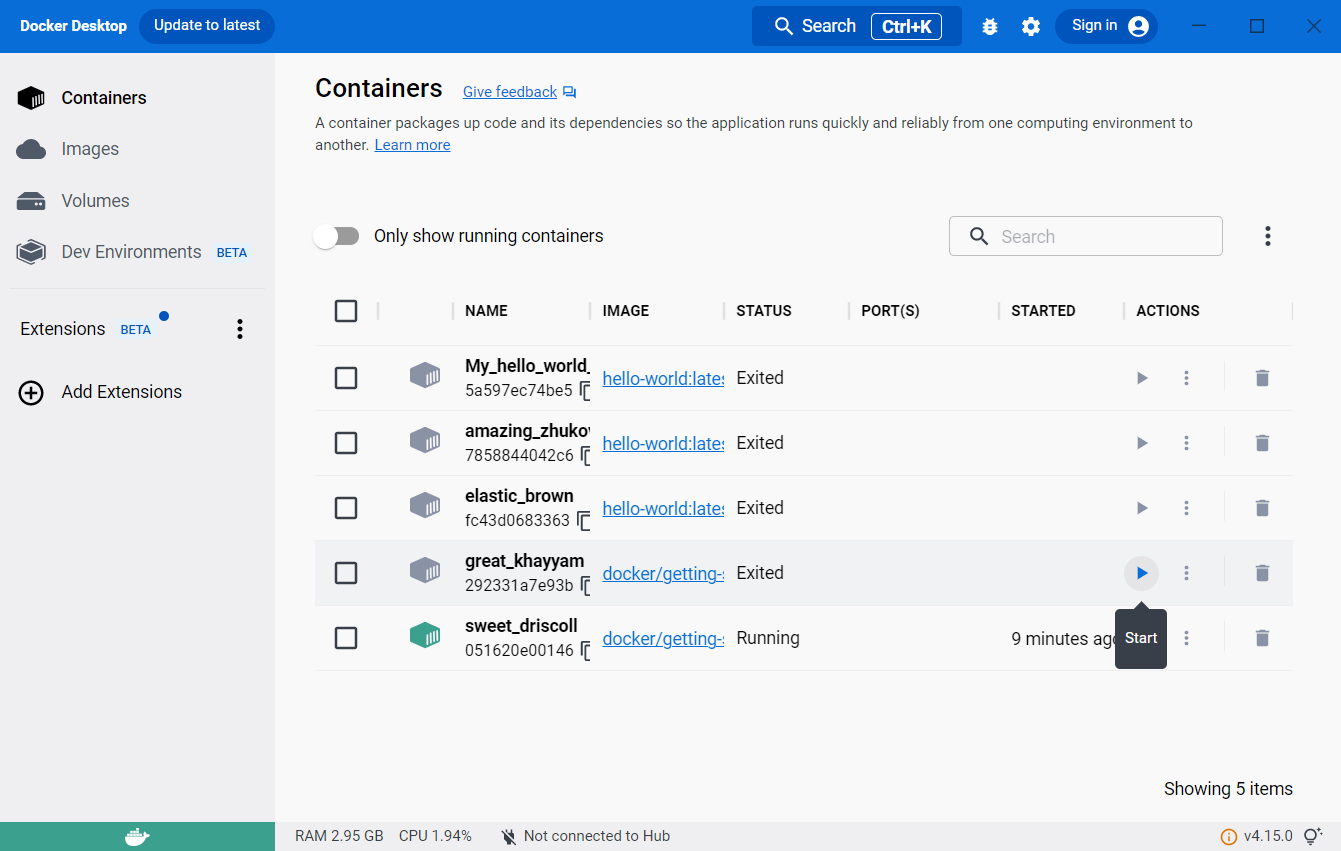 Docker Desktop Update to latest Search Ctrl+K Sign in
Containers
Images
Volumes
Dev Environments BETA
Extensions BETA
Add Extensions
Containers Give feedback
A container packages up code and its dependencies so the application runs quickly and reliably from one computing environment to
another. Learn more
Only show running containers Search
NAME IMAGE STATUS PORT(S) STARTED ACTIONS
My_hello_world_
5a597ec74be5 hello-world:lates Exited
amazing_zhukov
7858844042c6 hello-world:lates Exited
elastic_brown
fc43d0683363 hello-world:lates Exited
great_khayyam
292331a7e93b docker/getting-s Exited
sweet_driscoll
051620e00146 docker/getting-s Running 9 minutes ago
Start
Showing 5 items
RAM 2.95 GB CPU 1.94% Not connected to Hub v4.15.0